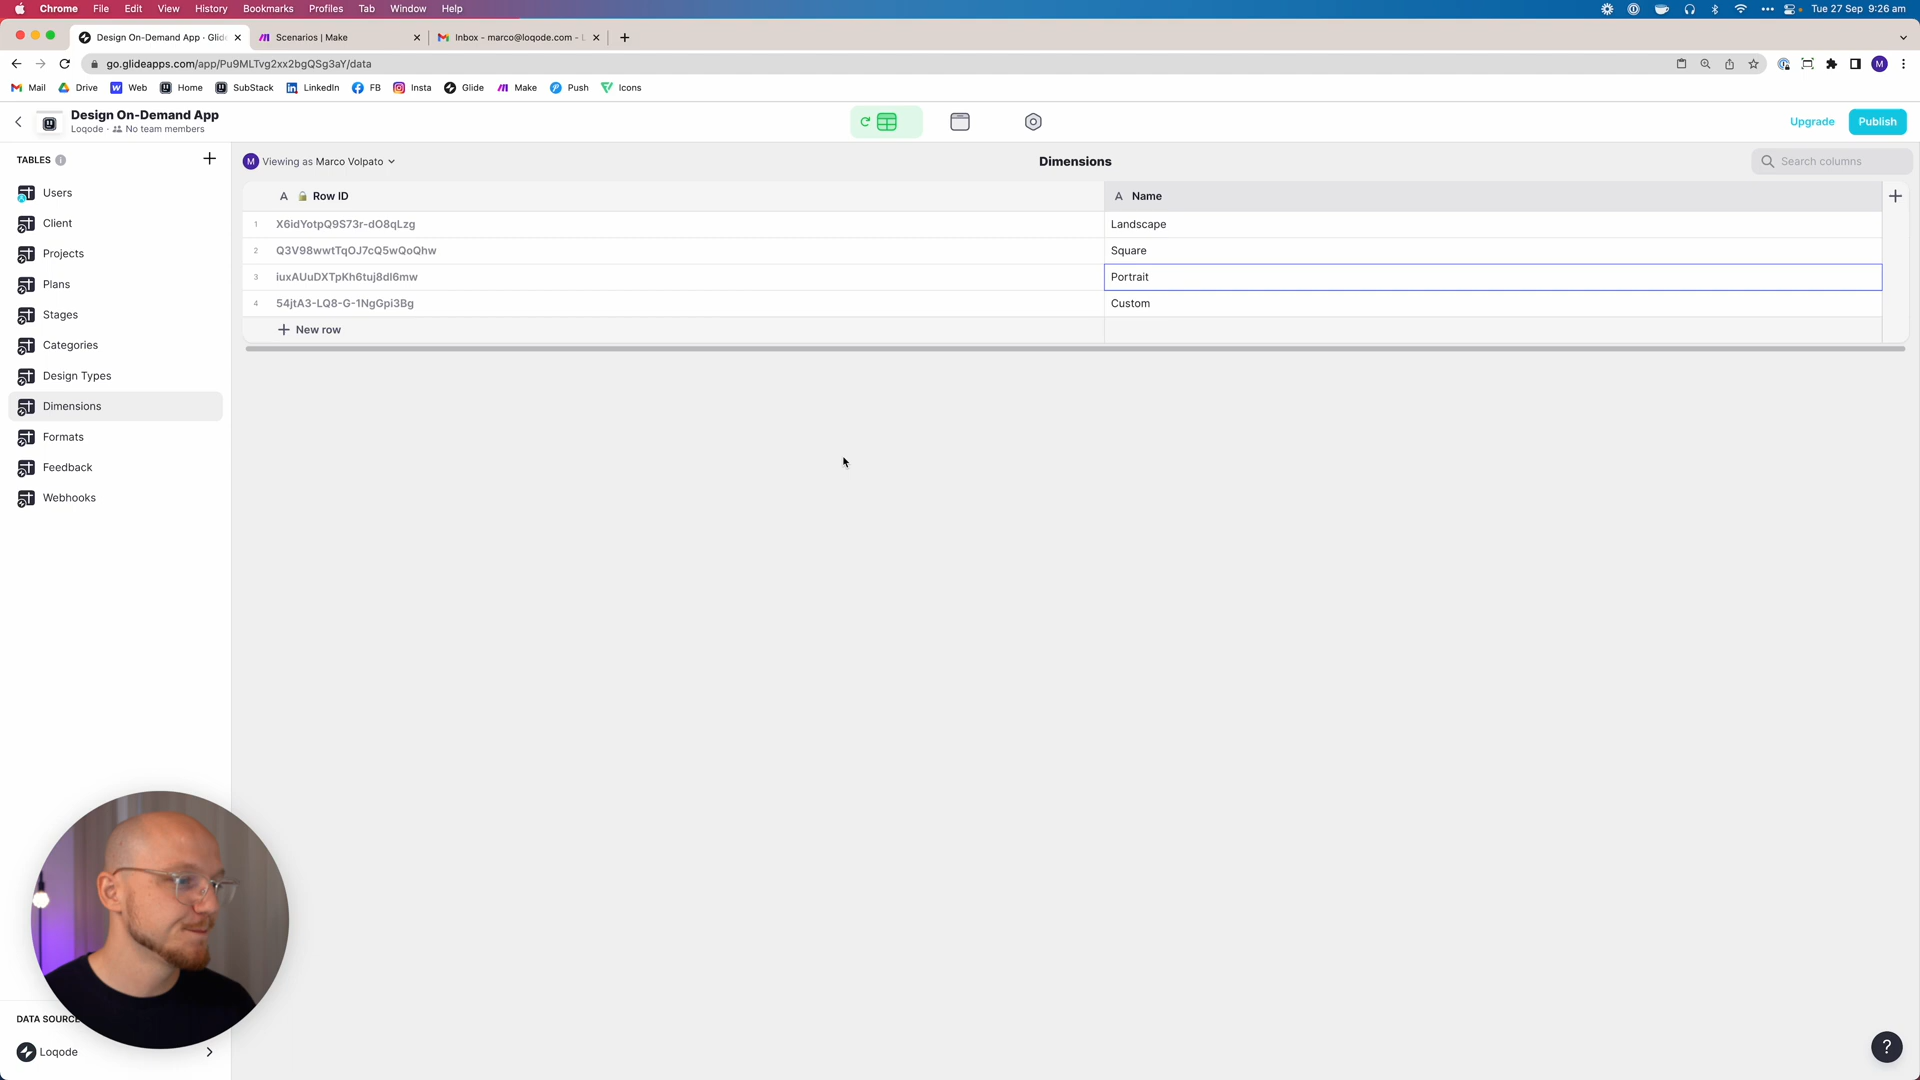 Chrome File Edit View History Bookmarks Profiles Tab Window Help Tue 27 Sep 9:26 am
Design On-Demand App · Glide Scenarios | Make Inbox - marco@loqode.com -
go.glideapps.com/app/Pu9MLTvg2xx2bgQSg3aY/data M
Mail Drive Web Home SubStack LinkedIn FB Insta Glide Make Push Icons
Design On-Demand App
Loqode · No team members
Upgrade Publish
TABLES
M Viewing as Marco Volpato Dimensions Search columns
Users
Client
Projects
Plans
Stages
Categories
Design Types
Dimensions
Formats
Feedback
Webhooks
A Row ID A Name
1 X6idYotpQ9S73r-dO8qLzg Landscape
2 Q3V98wwtTqOJ7cQ5wQoQhw Square
3 iuxAUuDXTpKh6tuj8dI6mw Portrait
4 54jtA3-LQ8-G-1NgGpi3Bg Custom
New row
DATA SOURC
Loqode
?